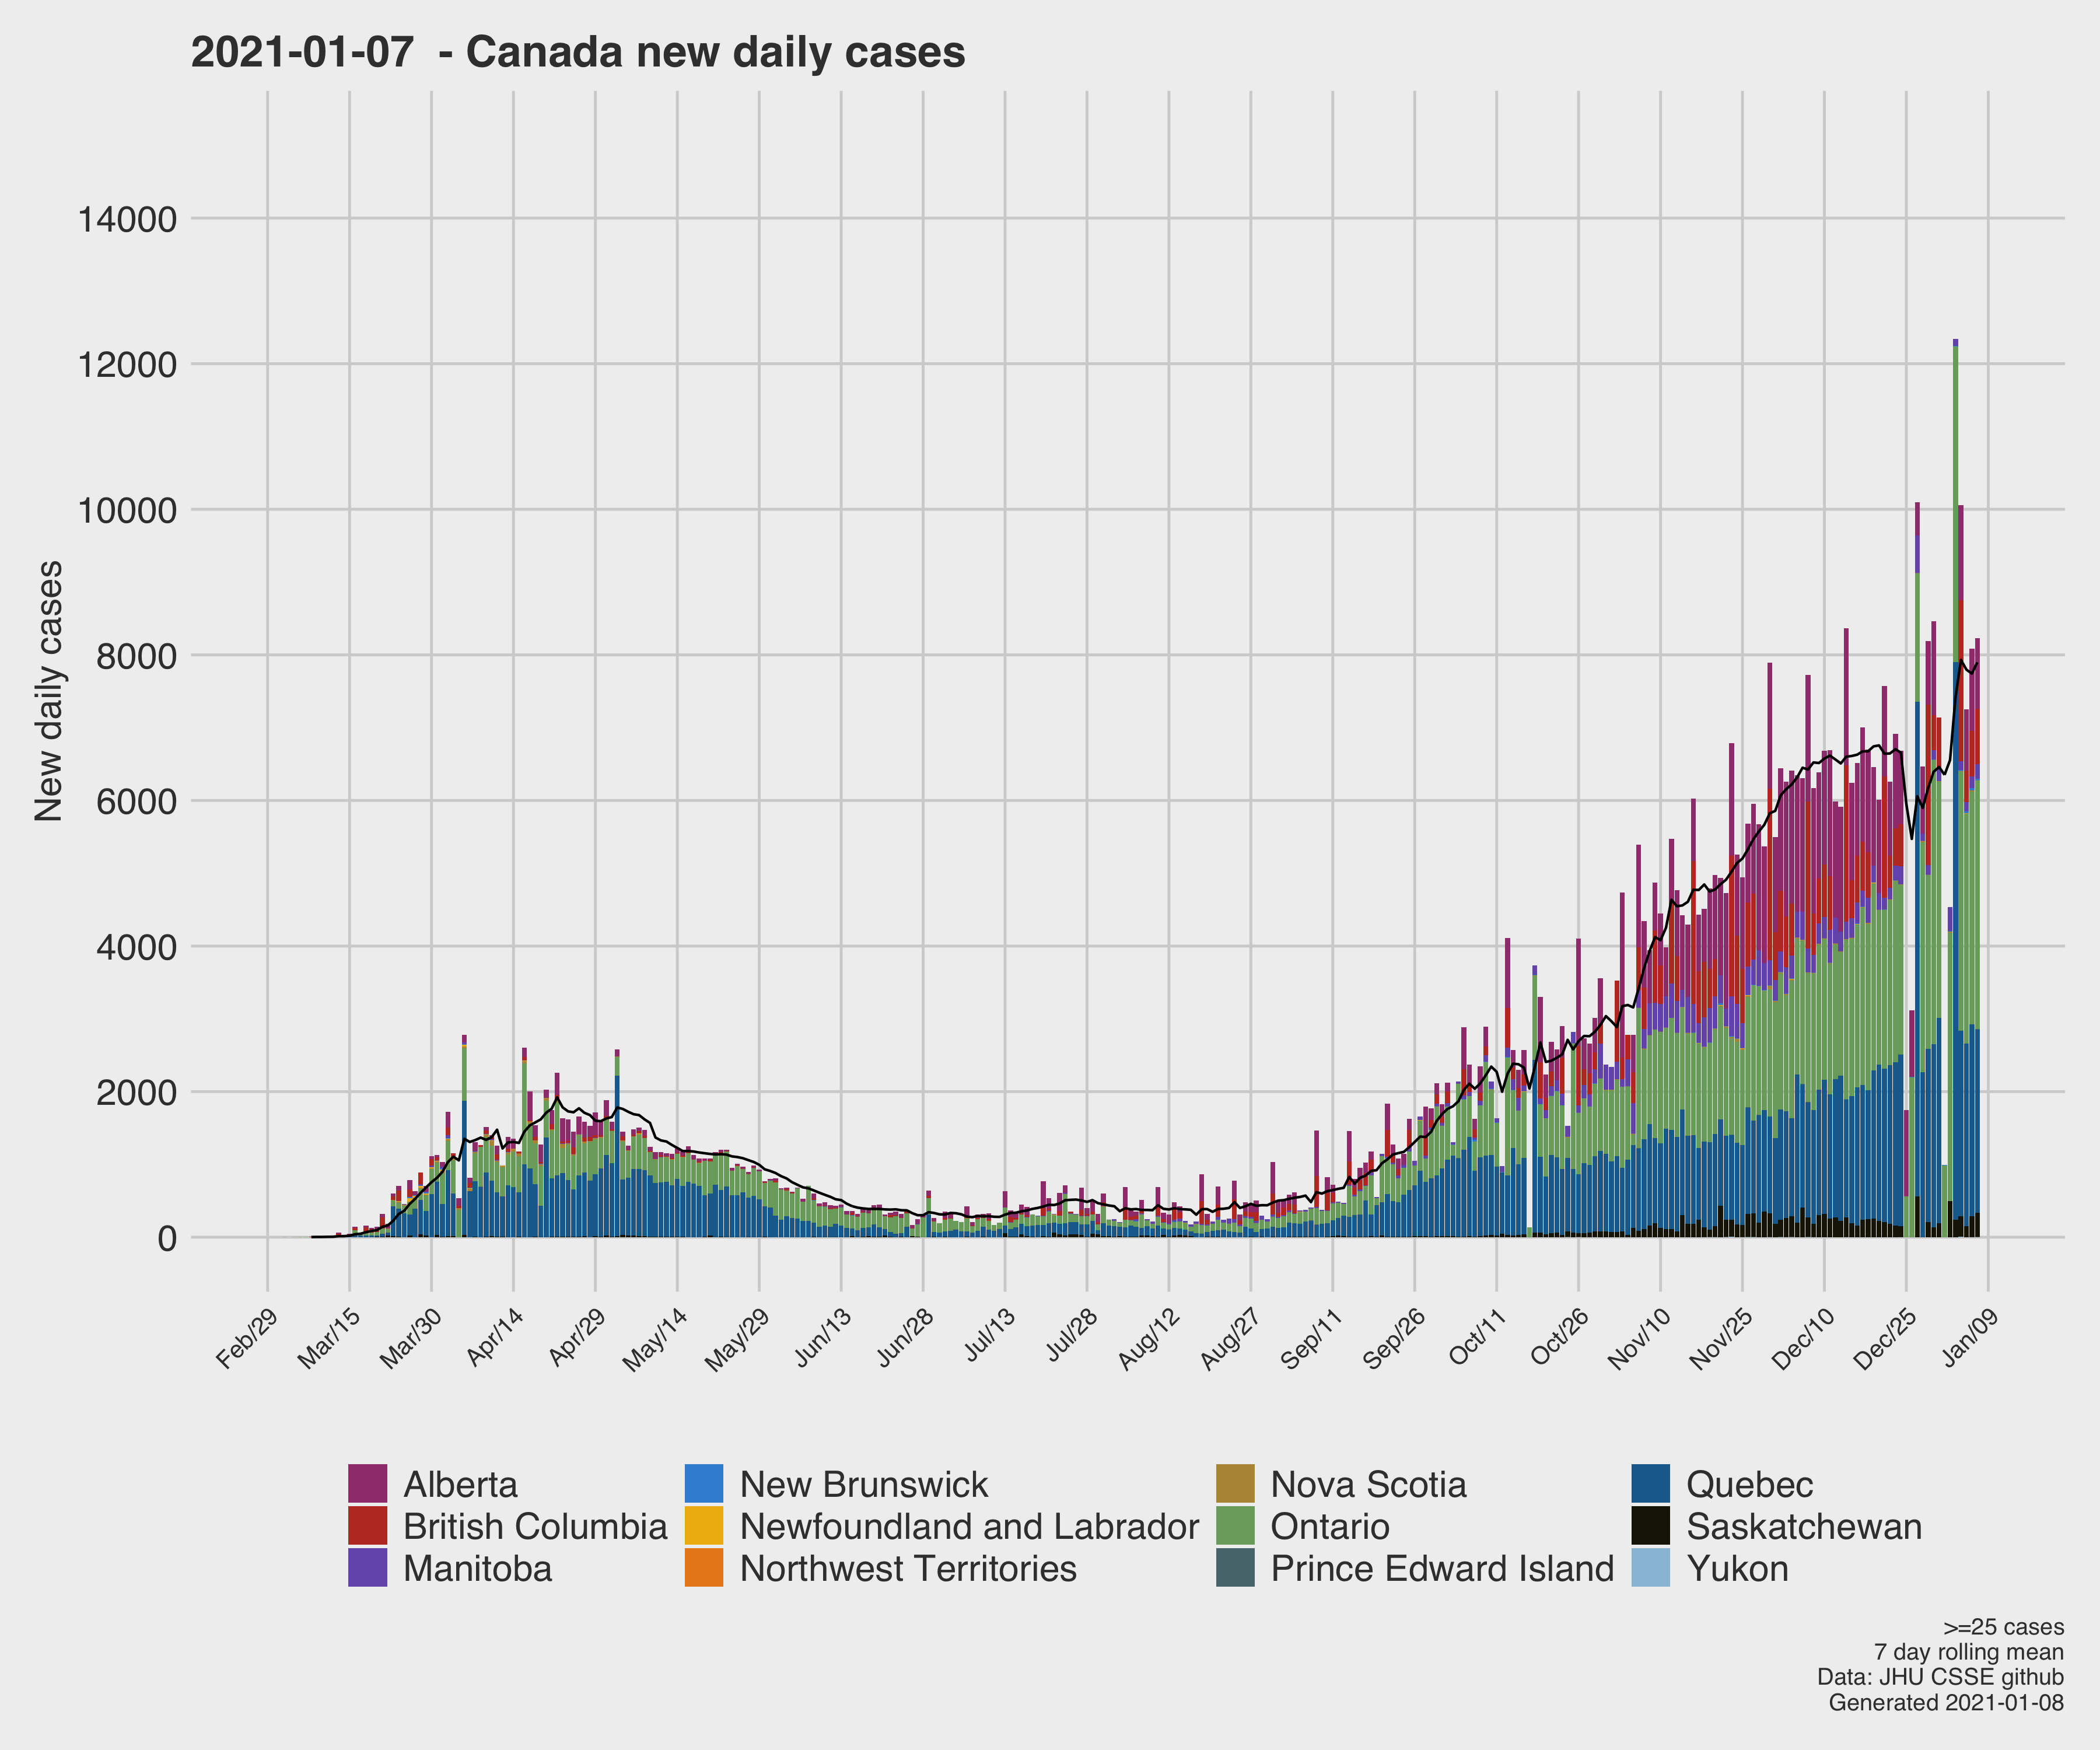 2021-01-07  - Canada new daily cases
New daily cases
14000
12000
10000
8000
6000
4000
2000
0
Feb/29 Mar/15 Mar/30 Apr/14 Apr/29 May/14 May/29 Jun/13 Jun/28 Jul/13 Jul/28 Aug/12 Aug/27 Sep/11 Sep/26 Oct/11 Oct/26 Nov/10 Nov/25 Dec/10 Dec/25 Jan/09
Alberta New Brunswick Nova Scotia Quebec
British Columbia Newfoundland and Labrador Ontario Saskatchewan
Manitoba Northwest Territories Prince Edward Island Yukon
>=25 cases
7 day rolling mean
Data: JHU CSSE github
Generated 2021-01-08